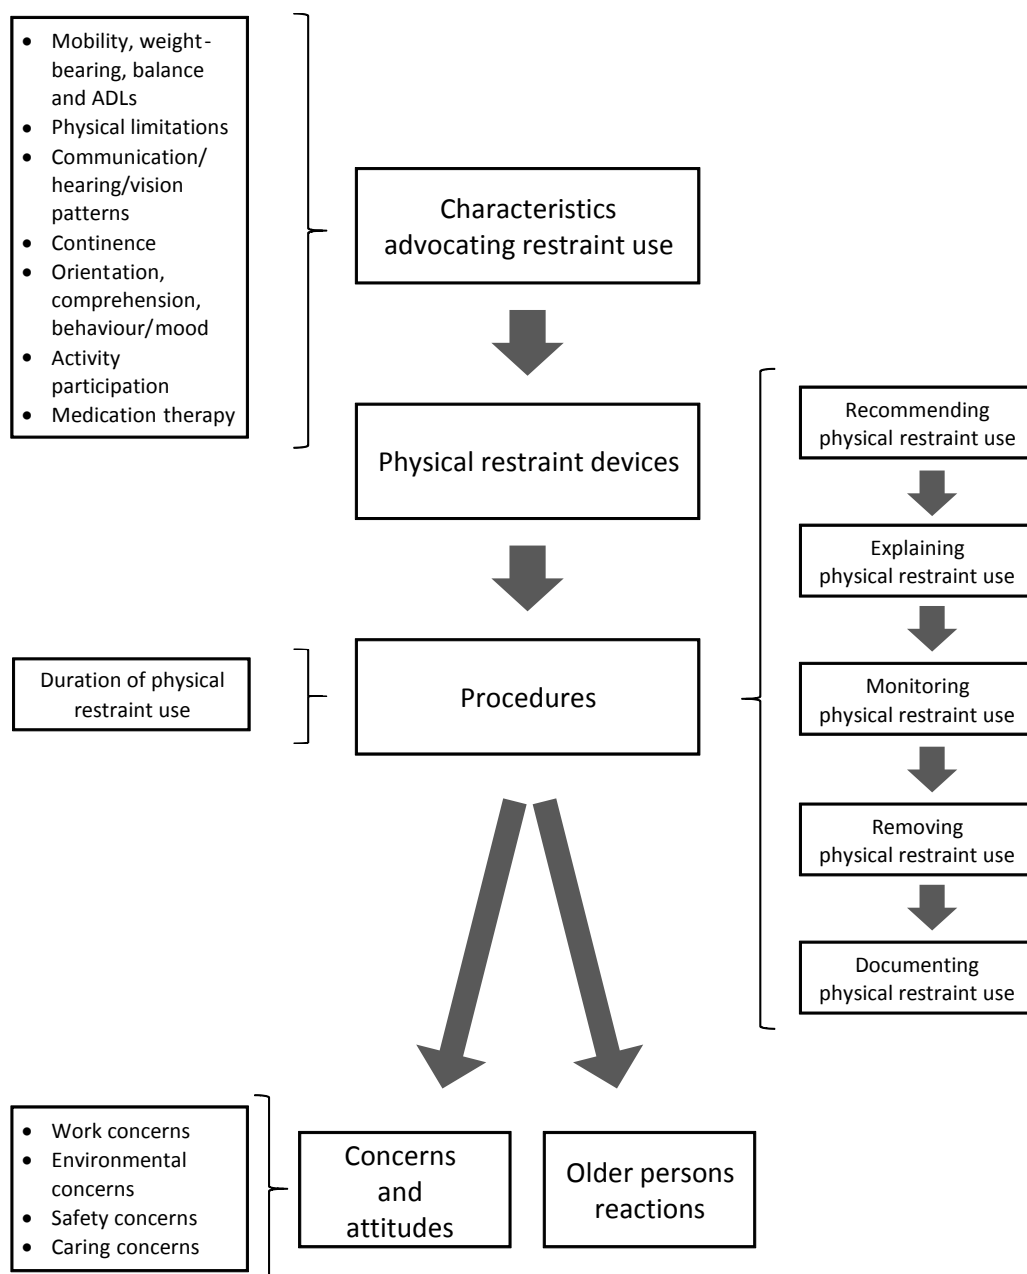 • Mobility, weight-
bearing, balance
and ADLs
• Physical limitations
• Communication/
hearing/vision
patterns
• Continence
• Orientation,
comprehension,
behaviour/mood
• Activity
participation
• Medication therapy
Characteristics
advocating restraint use
Physical restraint devices
Duration of physical
restraint use
Procedures
Recommending
physical restraint use
Explaining
physical restraint use
Monitoring
physical restraint use
Removing
physical restraint use
Documenting
physical restraint use
• Work concerns
• Environmental
concerns
• Safety concerns
• Caring concerns
Concerns
and
attitudes
Older persons
reactions